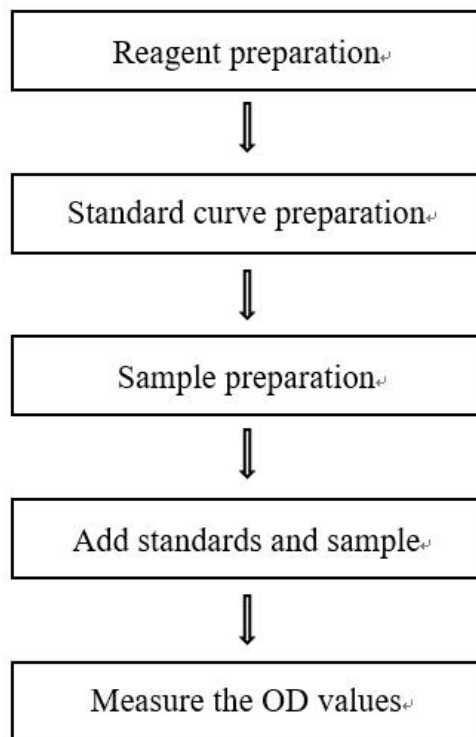 Reagent preparation
Standard curve preparation
Sample preparation
Add standards and sample
Measure the OD values